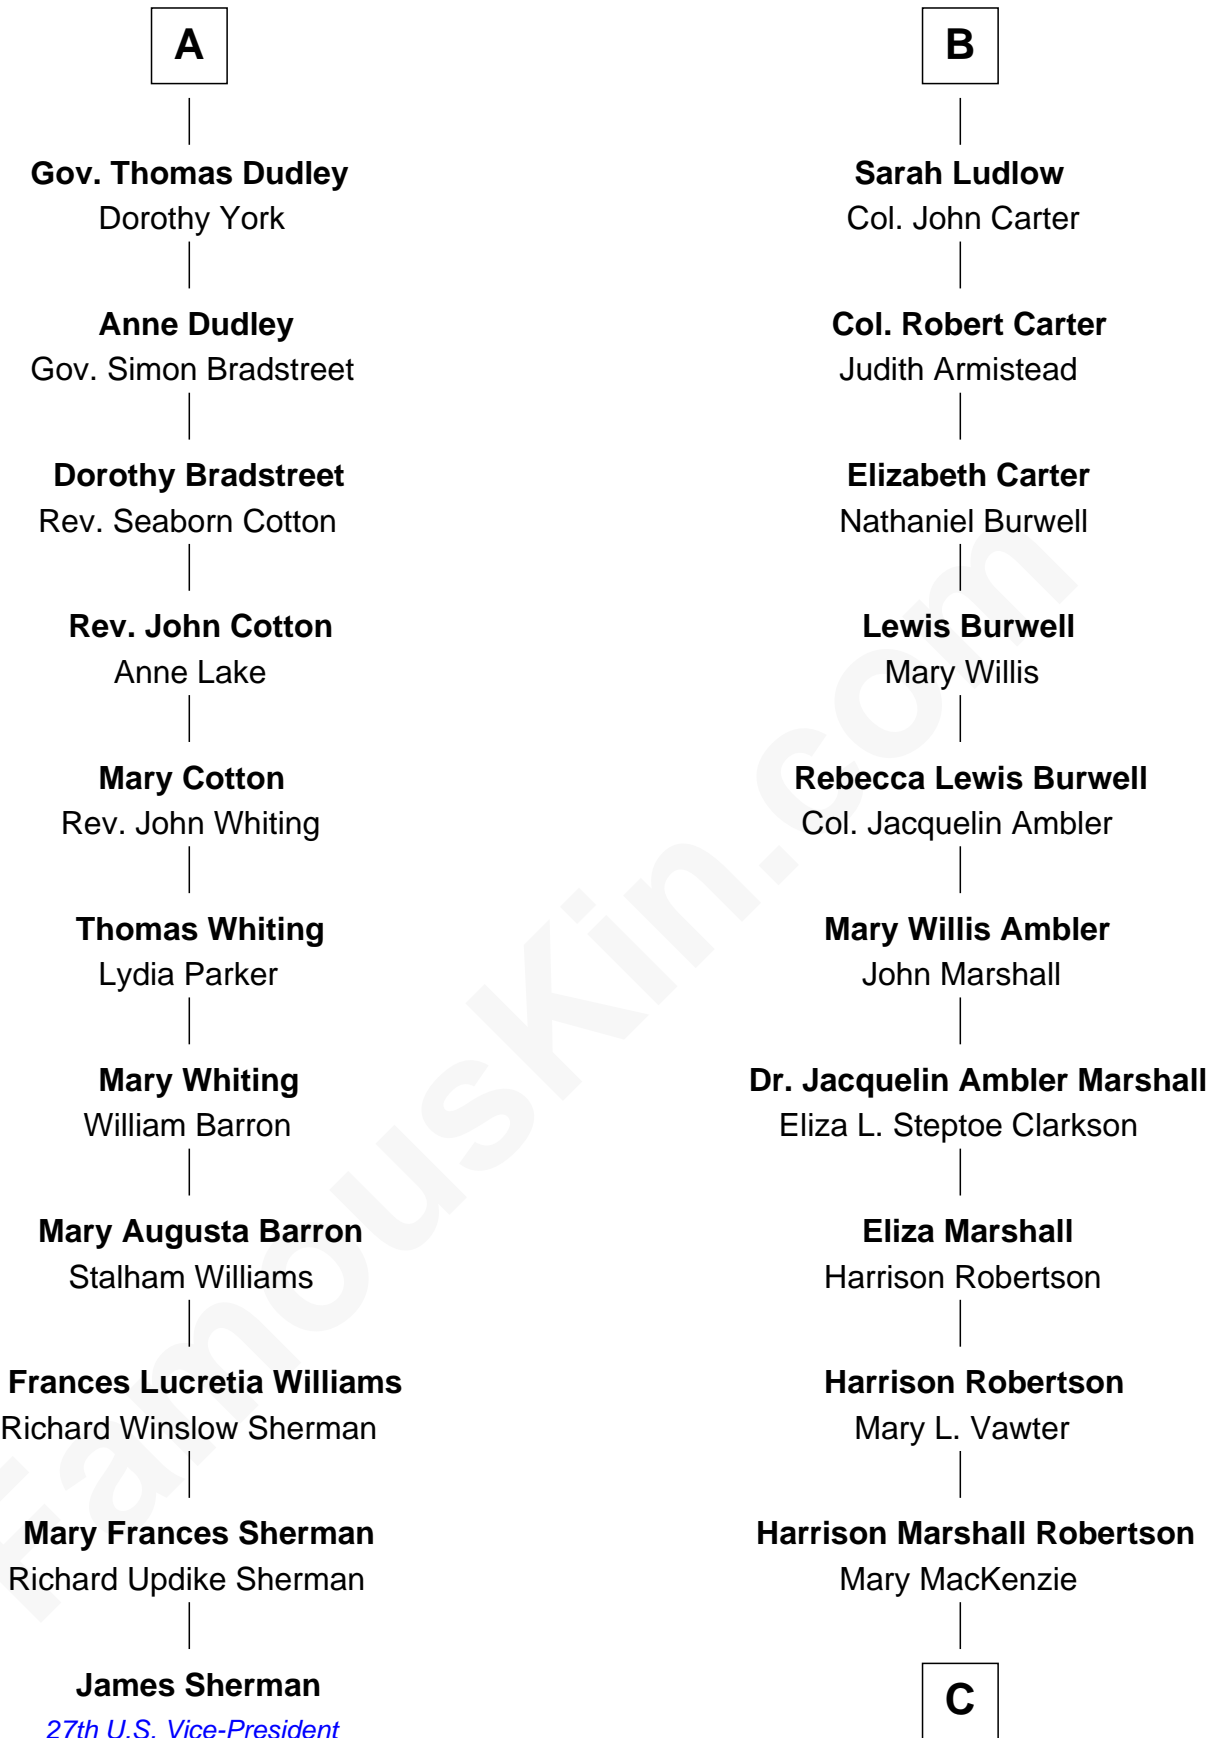 A
Gov. Thomas Dudley
Dorothy York
Anne Dudley
Gov. Simon Bradstreet
Dorothy Bradstreet
Rev. Seaborn Cotton
Rev. John Cotton
Anne Lake
Mary Cotton
Rev. John Whiting
Thomas Whiting
Lydia Parker
Mary Whiting
William Barron
Mary Augusta Barron
Stalham Williams
Frances Lucretia Williams
Richard Winslow Sherman
Mary Frances Sherman
Richard Updike Sherman
James Sherman
27th U.S. Vice-President
B
Sarah Ludlow
Col. John Carter
Col. Robert Carter
Judith Armistead
Elizabeth Carter
Nathaniel Burwell
Lewis Burwell
Mary Willis
Rebecca Lewis Burwell
Col. Jacquelin Ambler
Mary Willis Ambler
John Marshall
Dr. Jacquelin Ambler Marshall
Eliza L. Steptoe Clarkson
Eliza Marshall
Harrison Robertson
Harrison Robertson
Mary L. Vawter
Harrison Marshall Robertson
Mary MacKenzie
C
FamousKin.com